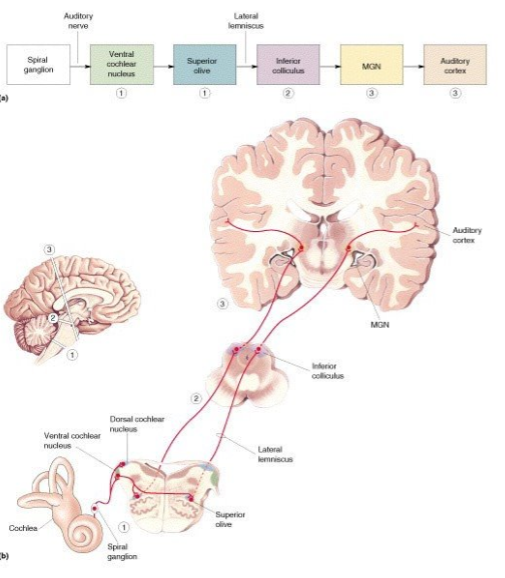 Auditory
nerve
Lateral
lemniscus
Spiral
ganglion
Ventral
cochlear
nucleus
Superior
olive
Inferior
colliculus
MGN
Auditory
cortex
1
1
2
3
3
(a)
Auditory
cortex
3
3
MGN
2
1
Inferior
colliculus
2
Dorsal cochlear
nucleus
Ventral cochlear
nucleus
Lateral
lemniscus
Superior
olive
1
Cochlea
Spiral
ganglion
(b)